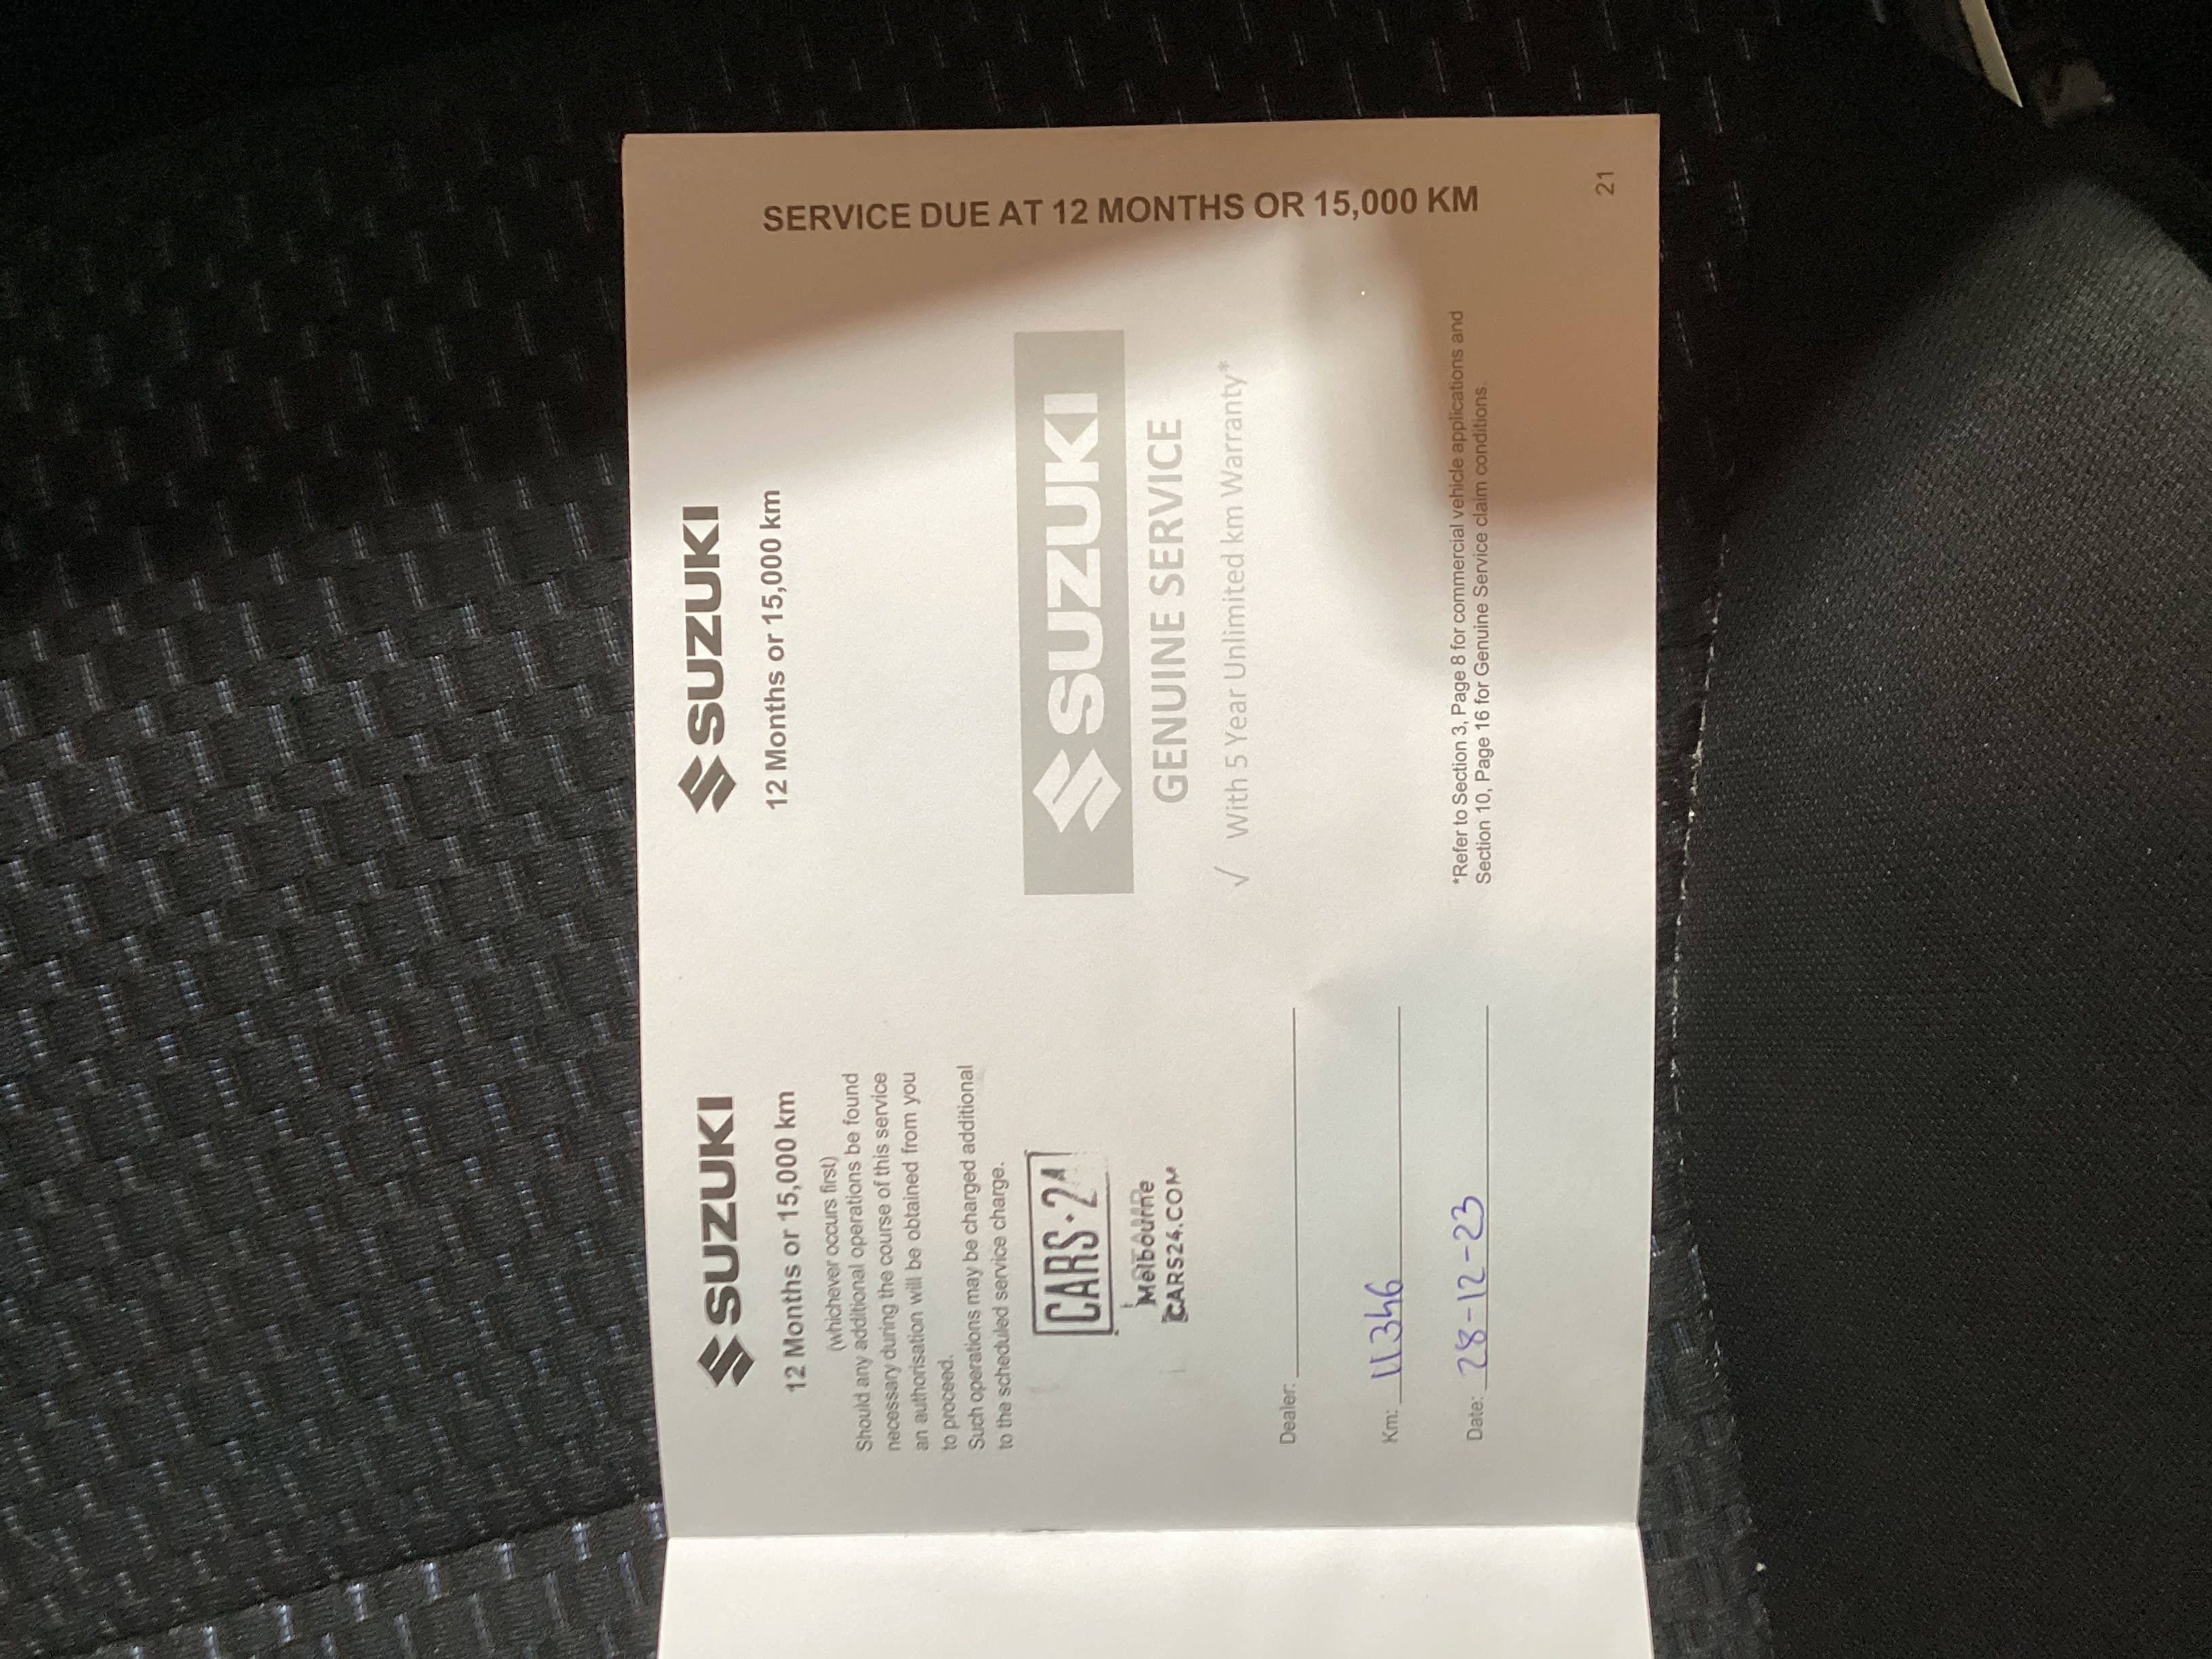 SUZUKI
12 Months or 15,000 km
(whichever occurs first)
Should any additional operations be found
necessary during the course of this service
an authorisation will be obtained from you
to proceed.
Such operations may be charged additional
to the scheduled service charge.
CARS·24
Melbourne
CARS24.COM
Dealer:
Km: 11346
Date: 28-12-23
SUZUKI
12 Months or 15,000 km
SUZUKI
GENUINE SERVICE
√ With 5 Year Unlimited km Warranty*
*Refer to Section 3, Page 8 for commercial vehicle applications and
Section 10, Page 16 for Genuine Service claim conditions.
SERVICE DUE AT 12 MONTHS OR 15,000 KM
21